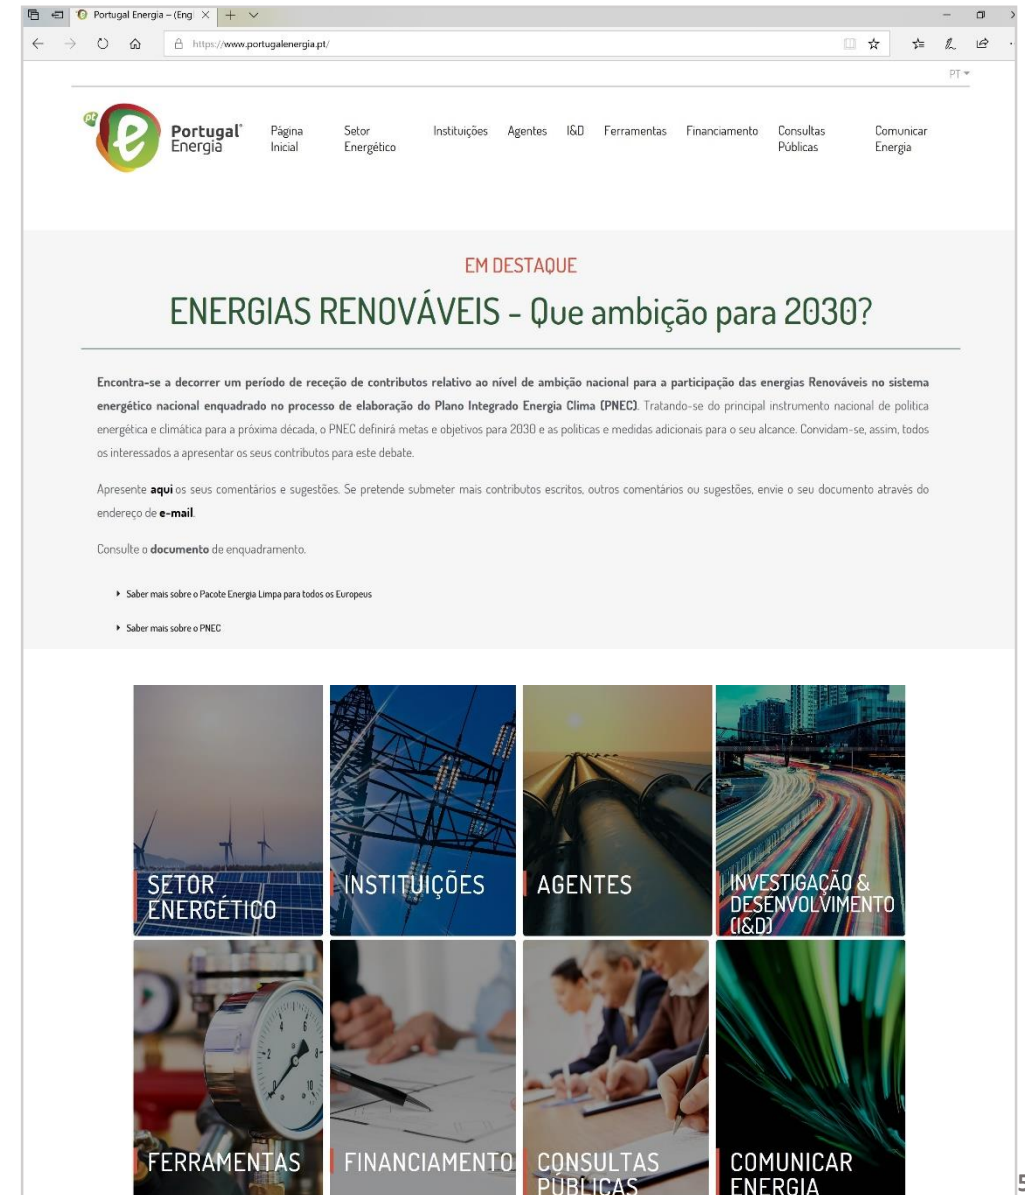 Portugal Energia – (Eng
https://www.portugalenergia.pt/
PT
pt
e
Portugal®
Energia
Página
Inicial
Setor
Energético
Instituições
Agentes
I&D
Ferramentas
Financiamento
Consultas
Públicas
Comunicar
Energia
EM DESTAQUE
ENERGIAS RENOVÁVEIS - Que ambição para 2030?
Encontra-se a decorrer um período de receção de contributos relativo ao nível de ambição nacional para a participação das energias Renováveis no sistema
energético nacional enquadrado no processo de elaboração do Plano Integrado Energia Clima (PNEC). Tratando-se do principal instrumento nacional de política
energética e climática para a próxima década, o PNEC definirá metas e objetivos para 2030 e as políticas e medidas adicionais para o seu alcance. Convidam-se, assim, todos
os interessados a apresentar os seus contributos para este debate.
Apresente aqui os seus comentários e sugestões. Se pretende submeter mais contributos escritos, outros comentários ou sugestões, envie o seu documento através do
endereço de e-mail.
Consulte o documento de enquadramento.
Saber mais sobre o Pacote Energia Limpa para todos os Europeus
Saber mais sobre o PNEC
SETOR
ENERGÉTICO
INSTITUIÇÕES
AGENTES
INVESTIGAÇÃO &
DESENVOLVIMENTO
(I&D)
FERRAMENTAS
FINANCIAMENTO
CONSULTAS
PÚBLICAS
COMUNICAR
ENERGIA
5